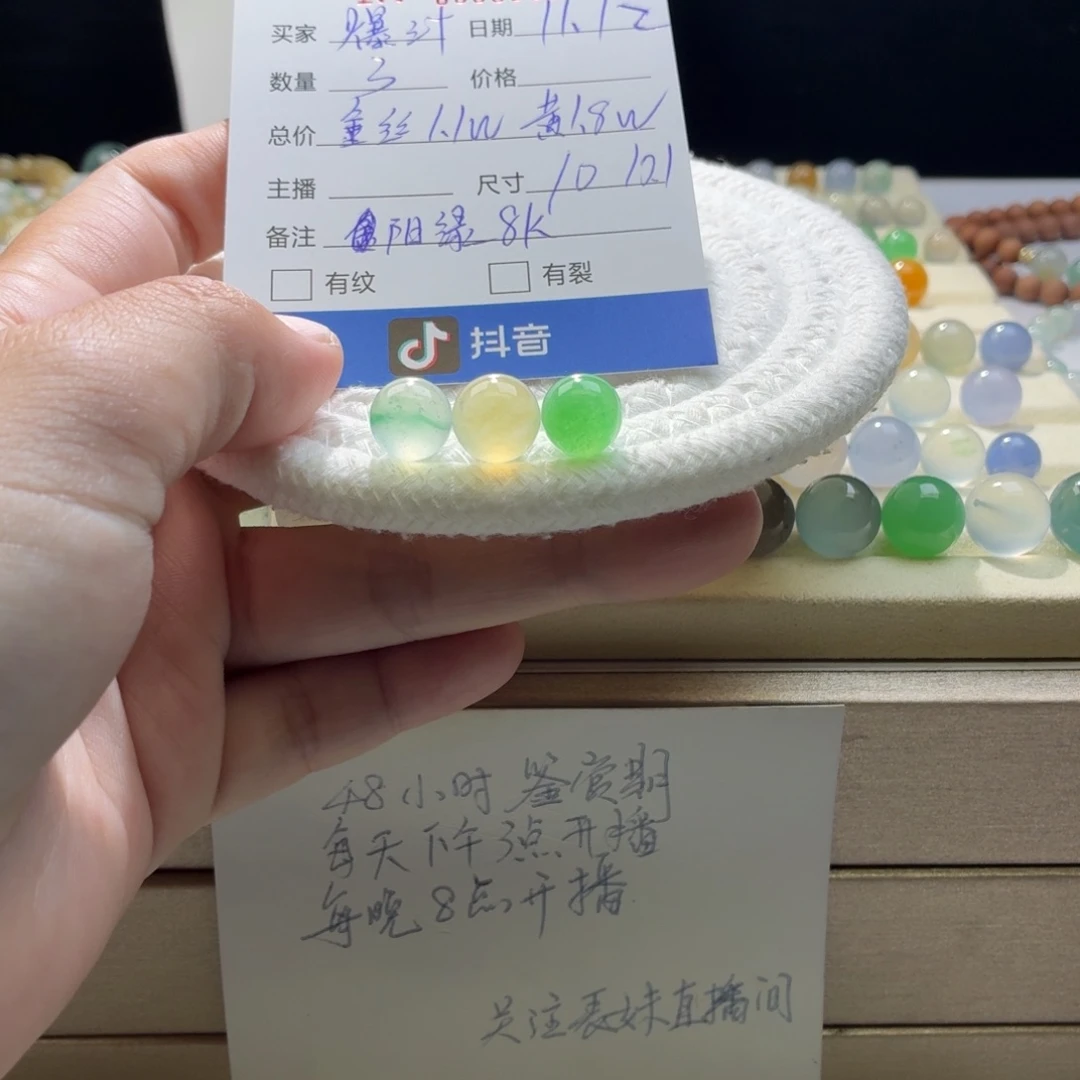 买家 爆汁 日期 11.12
数量 3 价格
总价 金丝 1.1W 黄1.8W
主播 尺寸 10 121
备注 阳绿 8K
有纹 有裂
抖音
48小时 鉴赏期
每天下午3点开播
每晚8点开播
关注表妹直播间